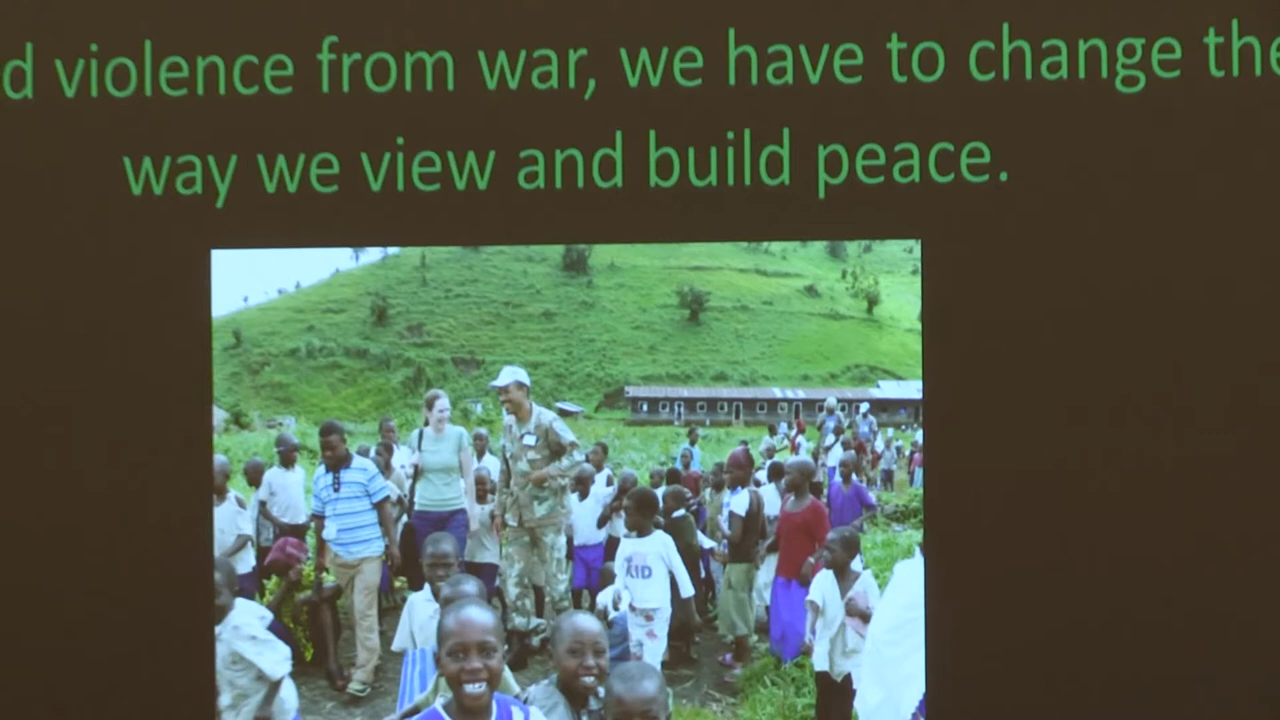 d violence from war, we have to change the
way we view and build peace.
KID